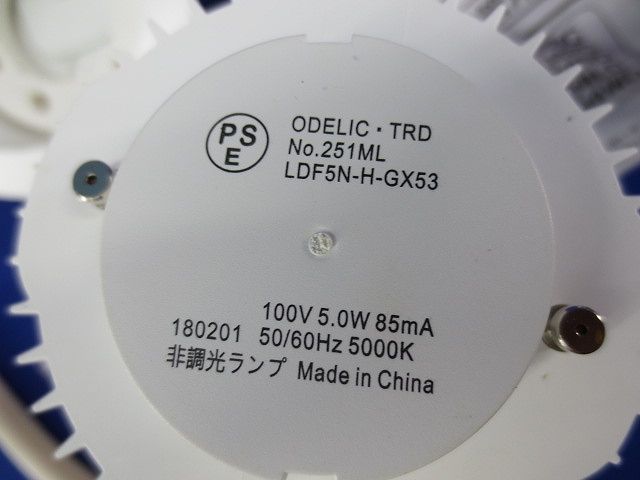 PSE
ODELIC・TRD
No.251ML
LDF5N-H-GX53
100V 5.0W 85mA
180201 50/60Hz 5000K
非調光ランプ Made in China